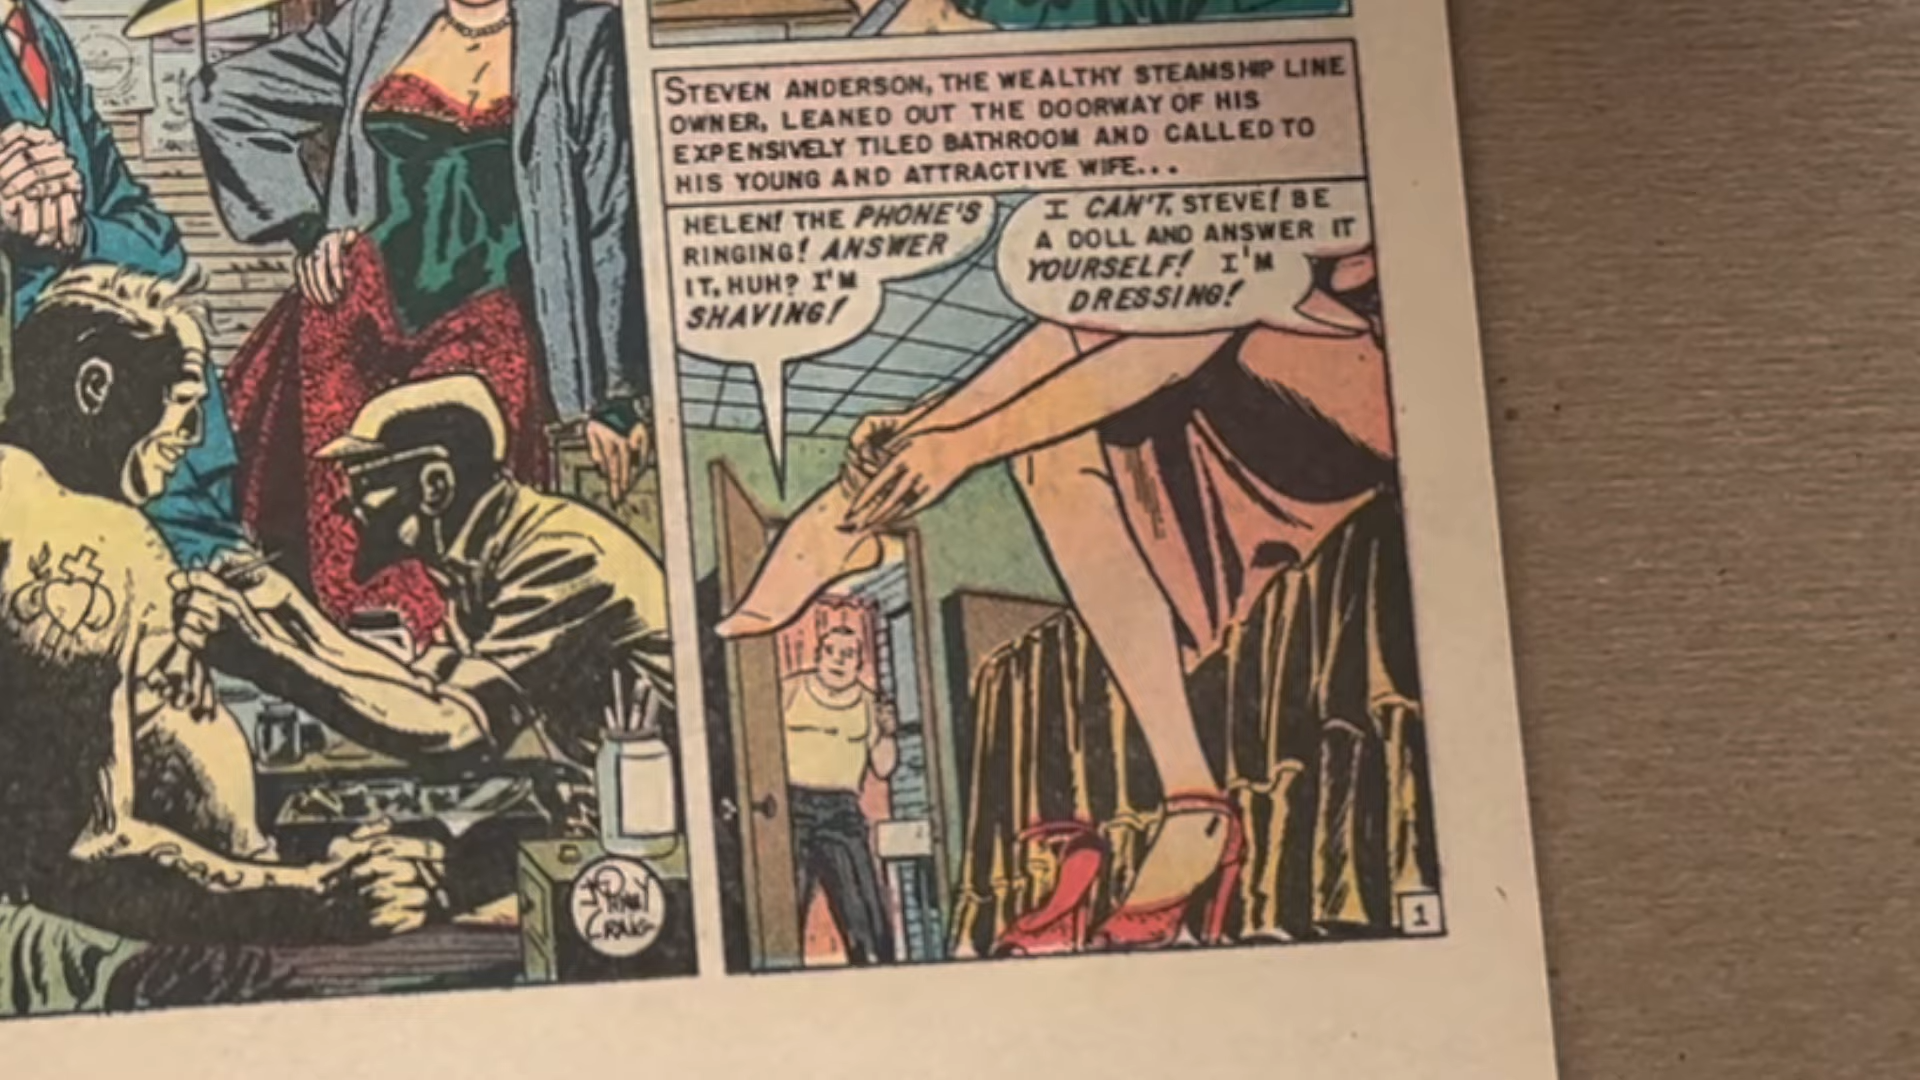 STEVEN ANDERSON, THE WEALTHY STEAMSHIP LINE
OWNER, LEANED OUT THE DOORWAY OF HIS
EXPENSIVELY TILED BATHROOM AND CALLED TO
HIS YOUNG AND ATTRACTIVE WIFE...
HELEN! THE PHONE'S
RINGING! ANSWER
IT, HUH? I'M
SHAVING!
I CAN'T, STEVE! BE
A DOLL AND ANSWER IT
YOURSELF! I'M
DRESSING!
JOHNNY
CRAIG
1